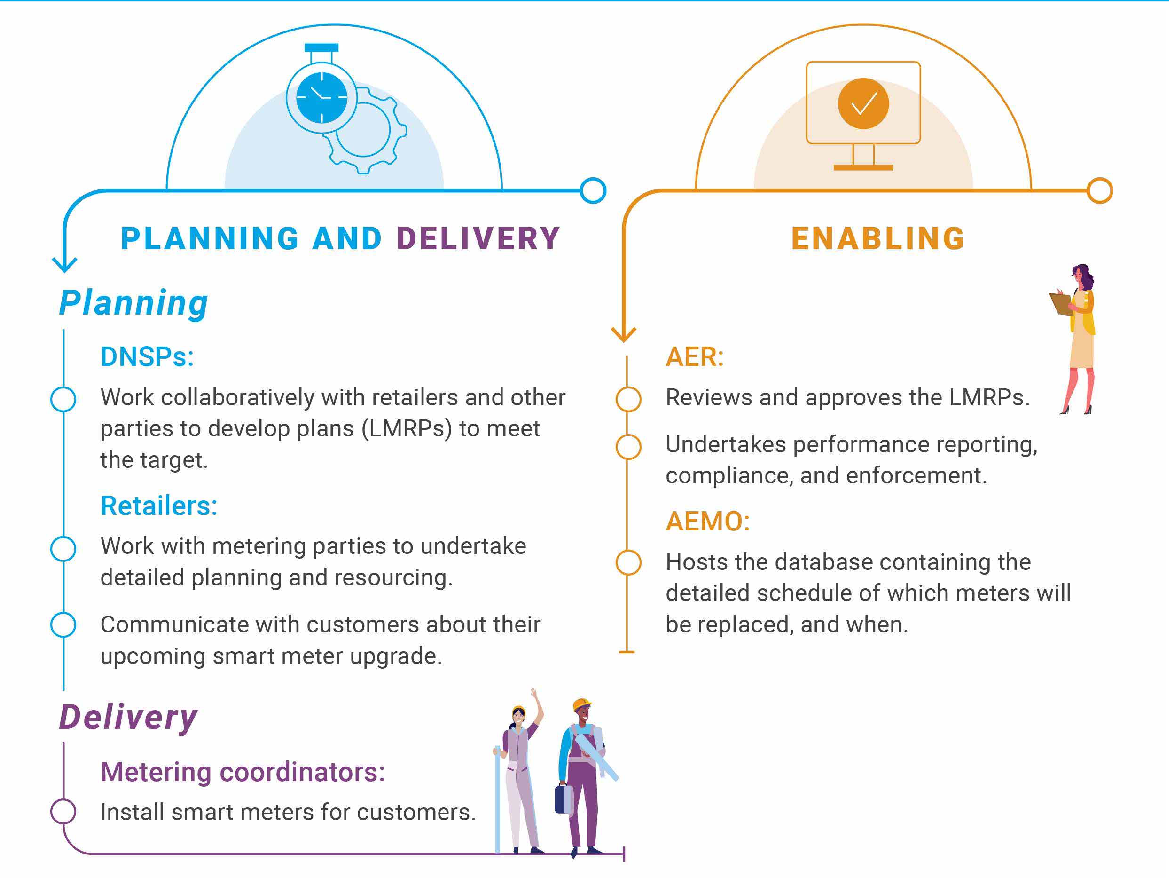 PLANNING AND DELIVERY
Planning
DNSPs:
Work collaboratively with retailers and other
parties to develop plans (LMRPs) to meet
the target.
Retailers:
Work with metering parties to undertake
detailed planning and resourcing.
Communicate with customers about their
upcoming smart meter upgrade.
Delivery
Metering coordinators:
Install smart meters for customers.
ENABLING
AER:
Reviews and approves the LMRPs.
Undertakes performance reporting,
compliance, and enforcement.
AEMO:
Hosts the database containing the
detailed schedule of which meters will
be replaced, and when.